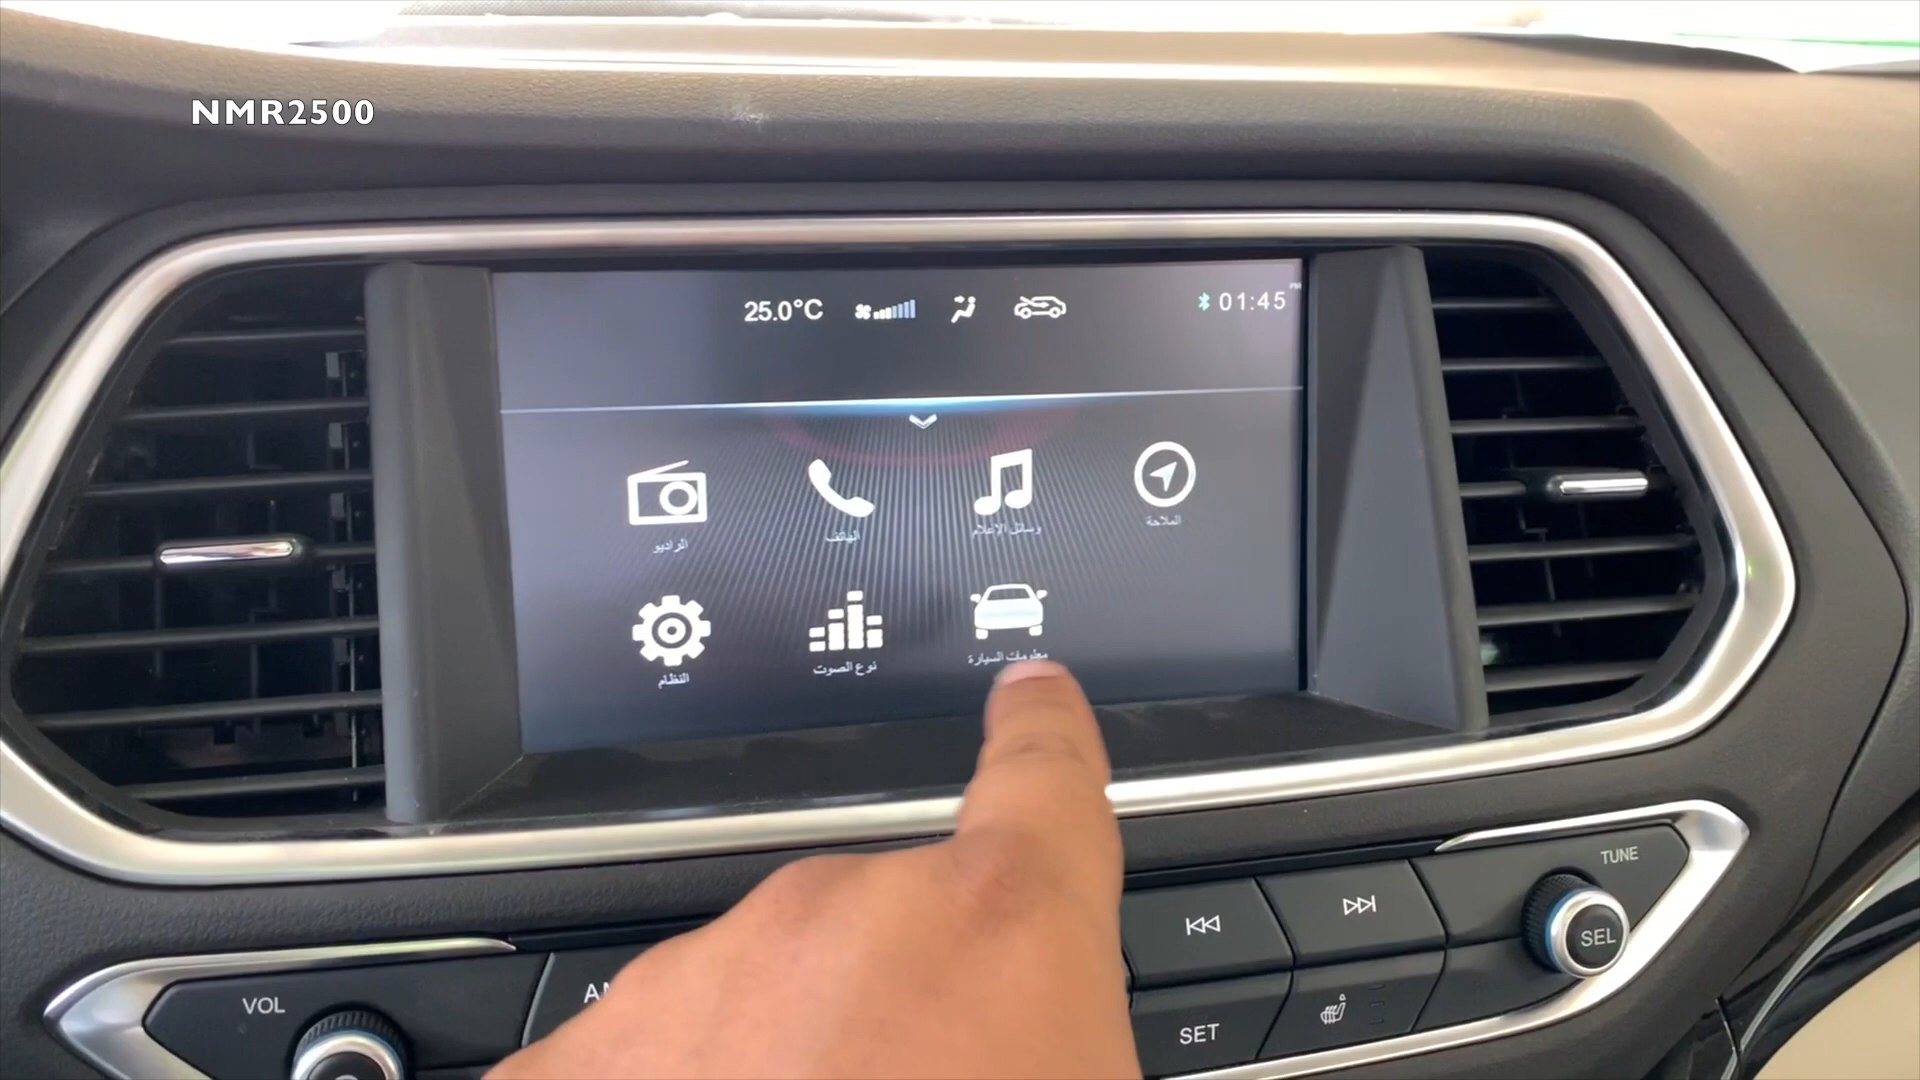 NMR2500
25.0°C
01:45
PM
الراديو
الهاتف
وسائل الإعلام
الملاحة
النظام
نوع الصوت
معلومات السيارة
TUNE
SEL
VOL
SET